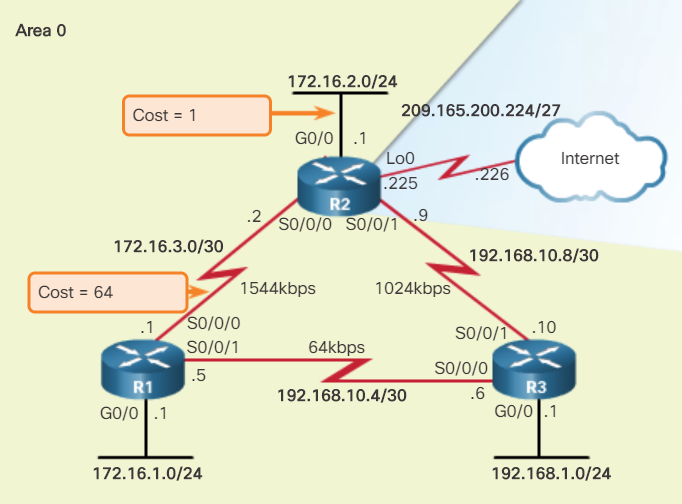 Area 0
172.16.2.0/24
Cost = 1
209.165.200.224/27
G0/0
.1
Lo0
Internet
.225
.226
R2
.2
S0/0/0
S0/0/1
.9
172.16.3.0/30
192.168.10.8/30
Cost = 64
1544kbps
1024kbps
.1
S0/0/0
S0/0/1
.10
S0/0/1
64kbps
.5
S0/0/0
R1
R3
192.168.10.4/30
.6
G0/0
.1
G0/0
.1
172.16.1.0/24
192.168.1.0/24